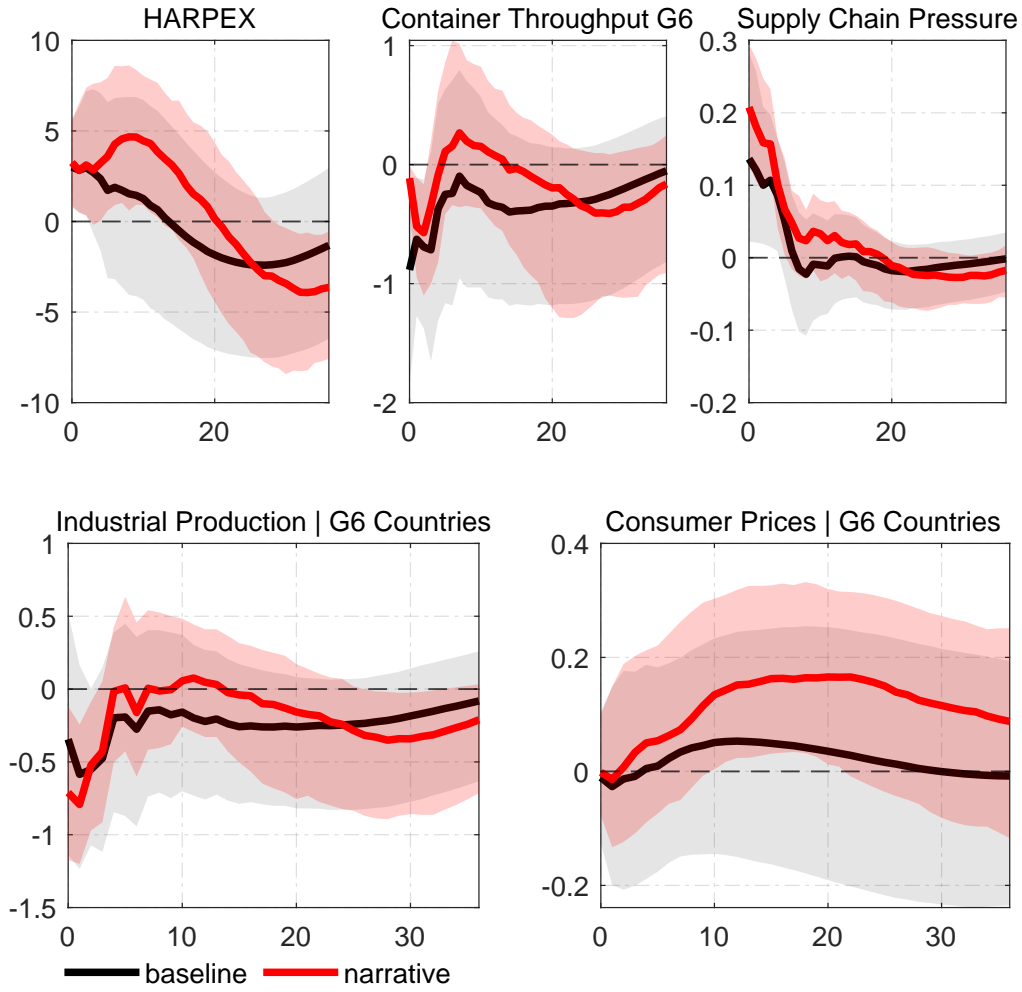 HARPEX Container Throughput G6 Supply Chain Pressure
10 1 0.3
5 0 0.2
0 -1 0.1
-5 -2 0
-10 -0.1
-0.2
0 20 0 20 0 20
Industrial Production | G6 Countries Consumer Prices | G6 Countries
1 0.4
0.5 0.2
0 0
-0.5 -0.2
-1
-1.5
0 10 20 30 0 10 20 30
baseline narrative